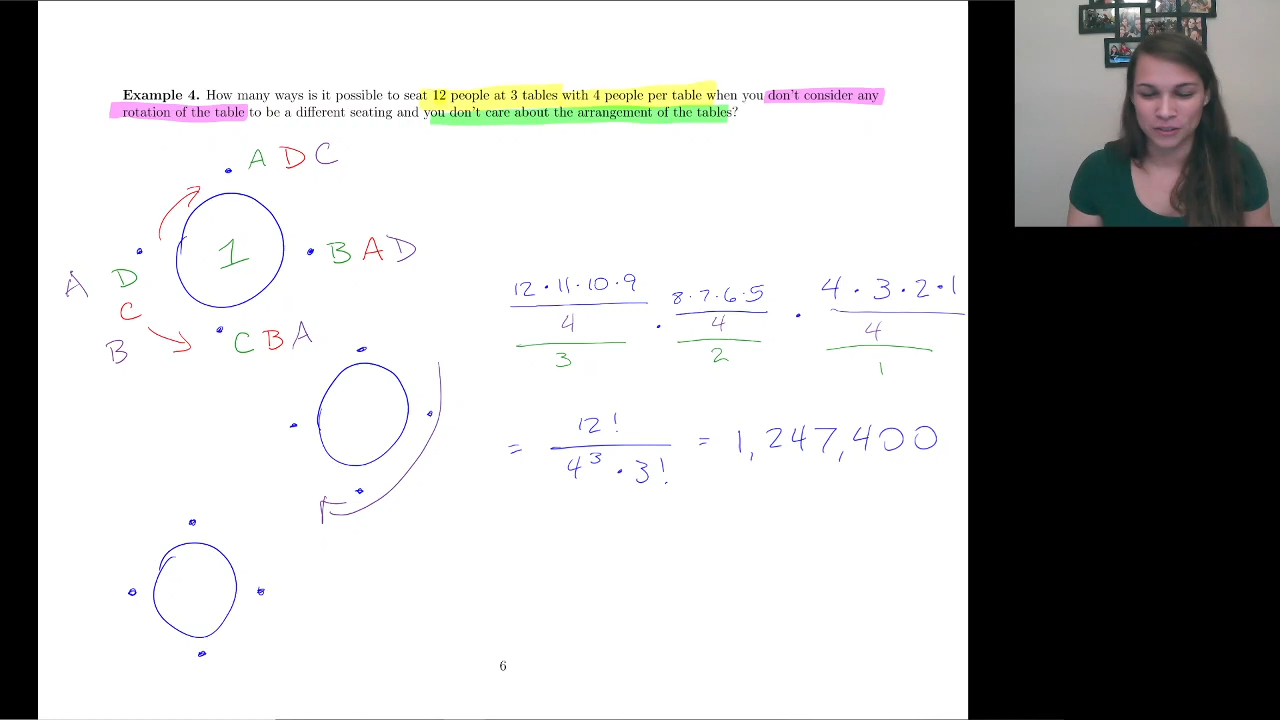 Example 4. How many ways is it possible to seat 12 people at 3 tables with 4 people per table when you don't consider any
rotation of the table to be a different seating and you don't care about the arrangement of the tables?
A D C
1
B A D
A D
C
B
C B A
12 · 11 · 10 · 9 / 4 / 3 · 8 · 7 · 6 · 5 / 4 / 2 · 4 · 3 · 2 · 1 / 4 / 1
= 12! / 4³ · 3! = 1,247,400
6